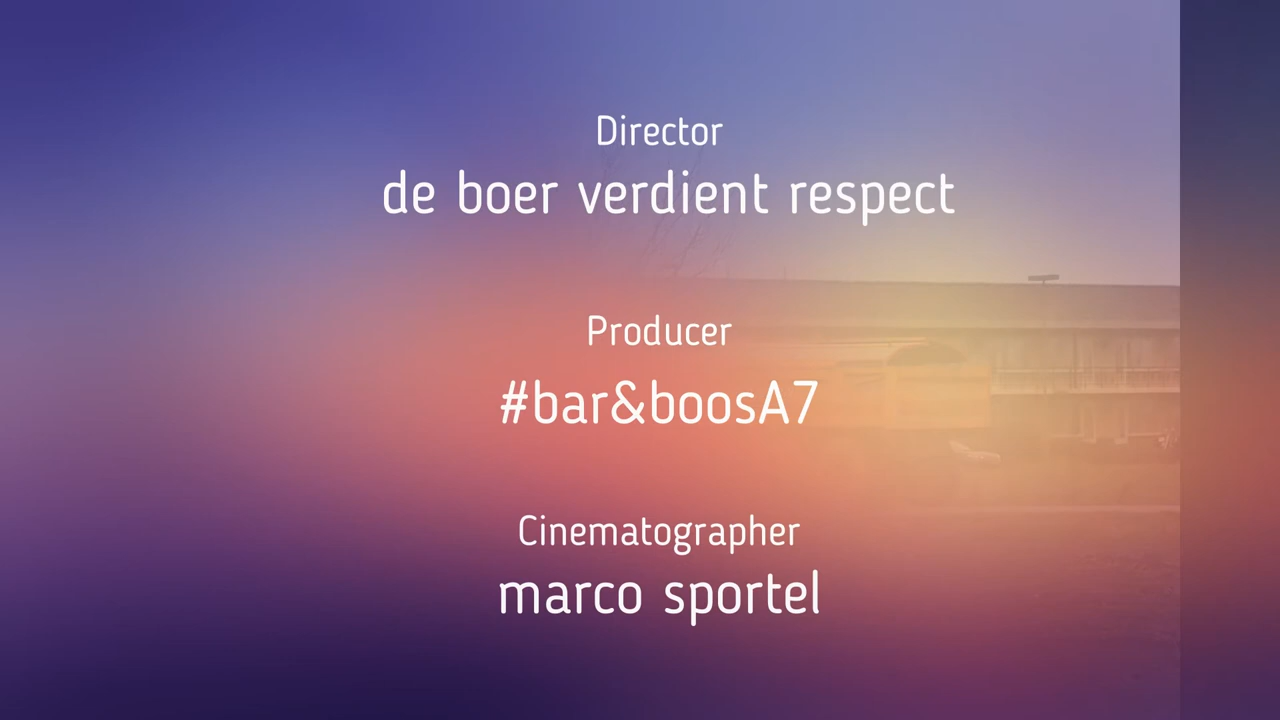 Director
de boer verdient respect
Producer
#bar&boosA7
Cinematographer
marco sportel